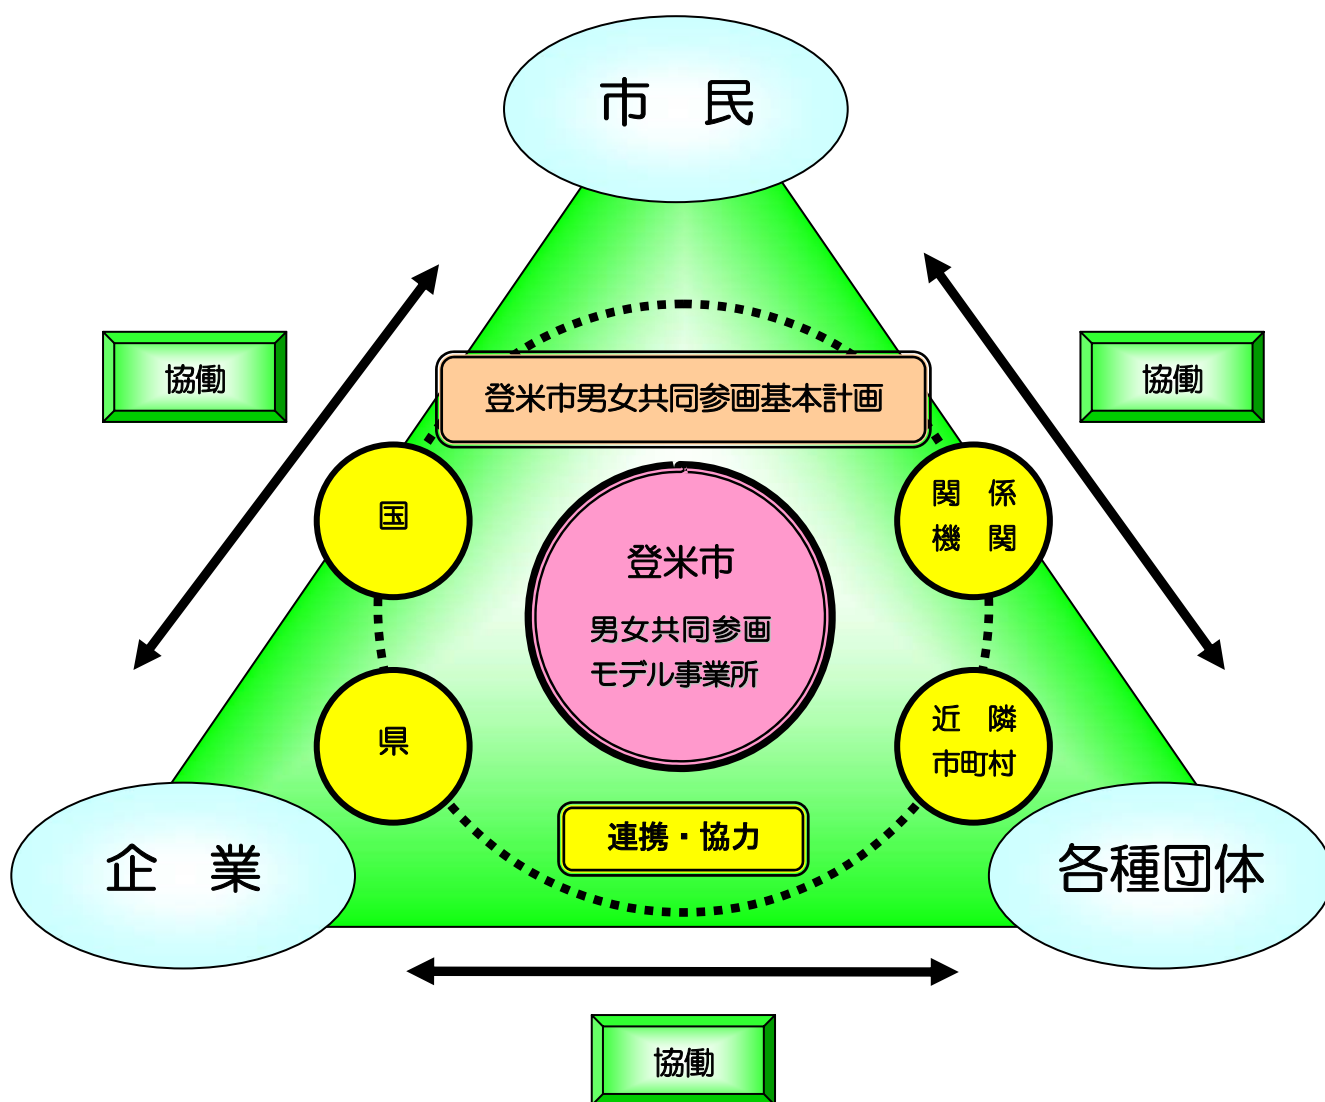 市　民
協働
協働
登米市男女共同参画基本計画
国
関　係
機　関
登米市
男女共同参画
モデル事業所
県
近　隣
市町村
連携・協力
企　業
各種団体
協働